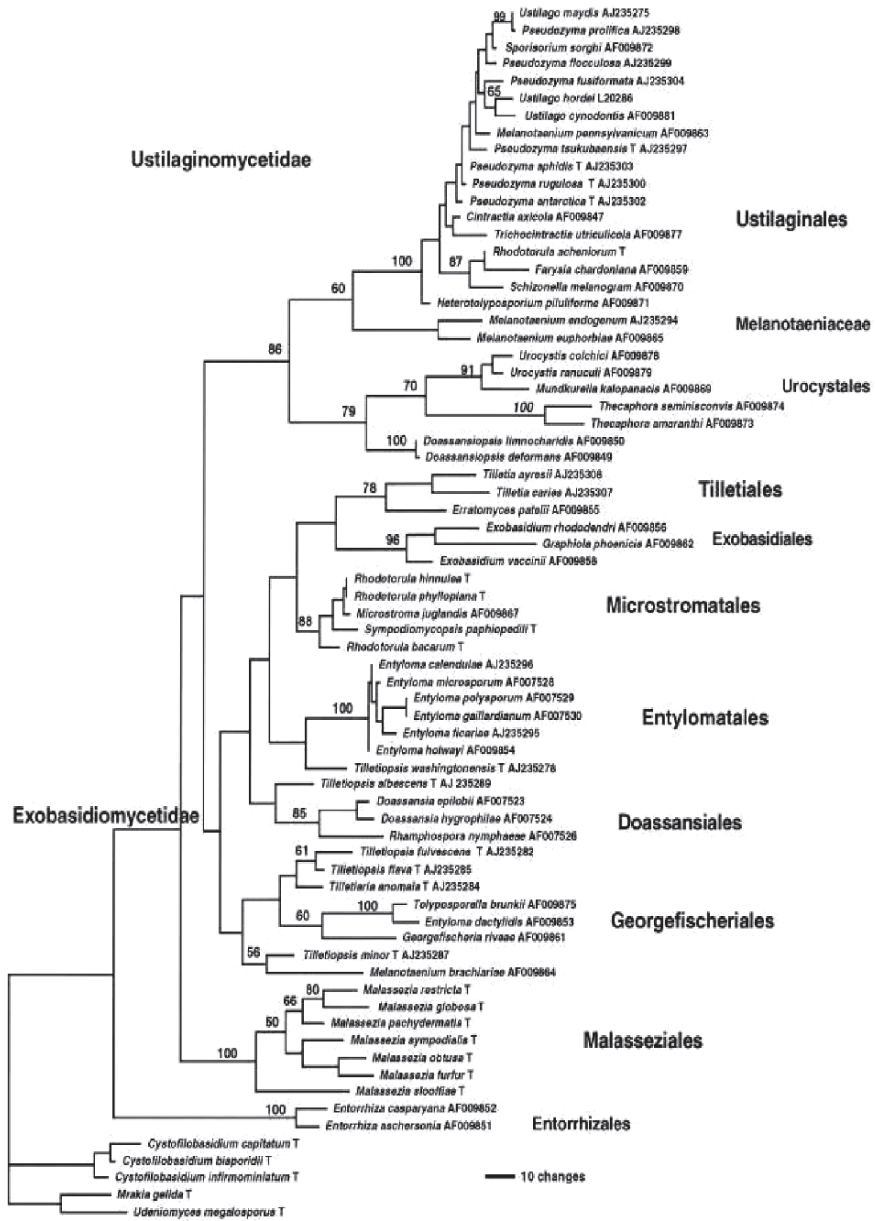 99
Ustilago maydis AJ235275
Pseudozyma prolifica AJ235298
Sporisorium sorghi AF009872
Pseudozyma flocculosa AJ235299
Pseudozyma fusiformata AJ235304
65
Ustilago hordei L20286
Ustilago cynodontis AF009881
Melanotaenium pennsylvanicum AF009863
Pseudozyma tsukubaensis T AJ235297
Ustilaginomycetidae
Pseudozyma aphidis T AJ235303
Pseudozyma rugulosa T AJ235300
Pseudozyma antarctica T AJ235302
Cintractia axicola AF009847
Ustilaginales
Trichocintractia utriculicola AF009877
Rhodotorula acheniorum T
100
87
Farysia chardoniana AF009859
Schizonella melanogram AF009870
60
Heterotolyposporium piluliforme AF009871
Melanotaenium endogenum AJ235294
Melanotaeniaceae
Melanotaenium euphorbiae AF009865
86
Urocystis colchici AF009878
91
Urocystis ranuculi AF009879
70
Mundkurella kalopanacis AF009869
Urocystales
100
Thecaphora seminisconvis AF009874
79
Thecaphora amaranthi AF009873
100
Doassansiopsis limnocharidis AF009850
Doassansiopsis deformans AF009849
Tilletia ayresii AJ235308
78
Tilletia caries AJ235307
Tilletiales
Erratomyces patelii AF009855
Exobasidium rhododendri AF009856
96
Graphiola phoenicis AF009862
Exobasidiales
Exobasidium vaccinii AF009858
Rhodotorula hinnulea T
Rhodotorula phylloplana T
Microstromatales
Microstroma juglandis AF009867
88
Sympodiomycopsis paphiopedili T
Rhodotorula bacarum T
Entyloma calendulae AJ235296
Entyloma microsporum AF007528
Entyloma polysporum AF007529
100
Entyloma gaillardianum AF007530
Entylomatales
Entyloma ficariae AJ235295
Entyloma holwayi AF009854
Tilletiopsis washingtonensis T AJ235278
Tilletiopsis albescens T AJ 235289
Doassansia epilobii AF007523
Exobasidiomycetidae
85
Doassansia hygrophilae AF007524
Doassansiales
Rhamphospora nymphaeae AF007526
61
Tilletiopsis fulvescens T AJ235282
Tilletiopsis flava T AJ235285
Tilletiaria anomala T AJ235284
100
Tolyposporella brunkii AF009875
60
Entyloma dactylidis AF009853
Georgefischeriales
Georgefischeria riveae AF009861
56
Tilletiopsis minor T AJ235287
Melanotaenium brachiariae AF009864
80
Malassezia restricta T
66
Malassezia globosa T
50
Malassezia pachydermatis T
Malassezia sympodialis T
Malasseziales
100
Malassezia obtusa T
Malassezia furfur T
Malassezia slooffiae T
100
Entorrhiza casparyana AF009852
Entorrhizales
Entorrhiza aschersonia AF009851
Cystofilobasidium capitatum T
Cystofilobasidium bisporidii T
Cystofilobasidium infirmominiatum T
10 changes
Mrakia gelida T
Udeniomyces megalosporus T